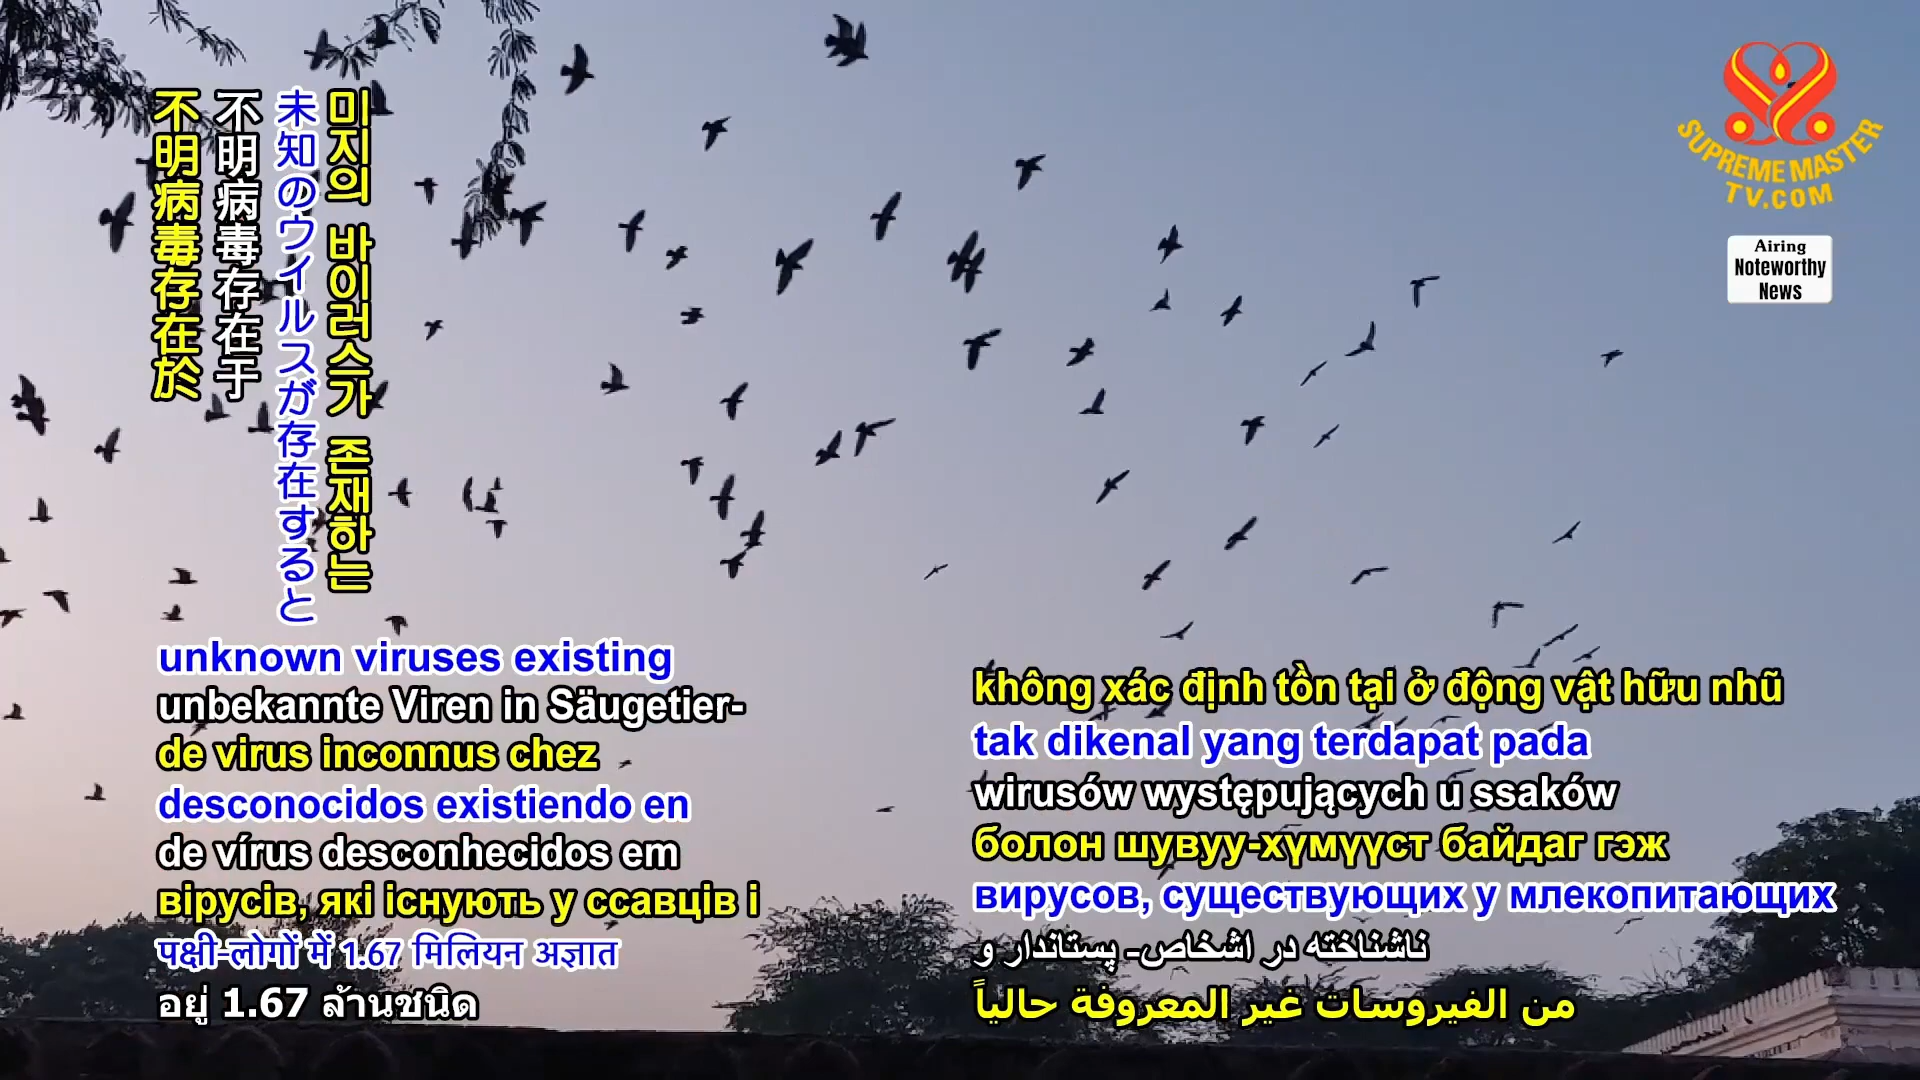 不明病毒存在於
不明病毒存在于
未知のウイルスが存在すると
미지의 바이러스가 존재하는
unknown viruses existing
unbekannte Viren in Säugetier-
de virus inconnus chez
desconocidos existiendo en
de vírus desconhecidos em
вірусів, які існують у ссавців і
पक्षी-लोगों में 1.67 मिलियन अज्ञात
อยู่ 1.67 ล้านชนิด
không xác định tồn tại ở động vật hữu nhũ
tak dikenal yang terdapat pada
wirusów występujących u ssaków
болон шувуу-хүмүүст байдаг гэж
вирусов, существующих у млекопитающих
ناشناخته در اشخاص- پستاندار و
من الفيروسات غير المعروفة حالياً
SUPREME MASTER
TV.COM
Airing
Noteworthy
News